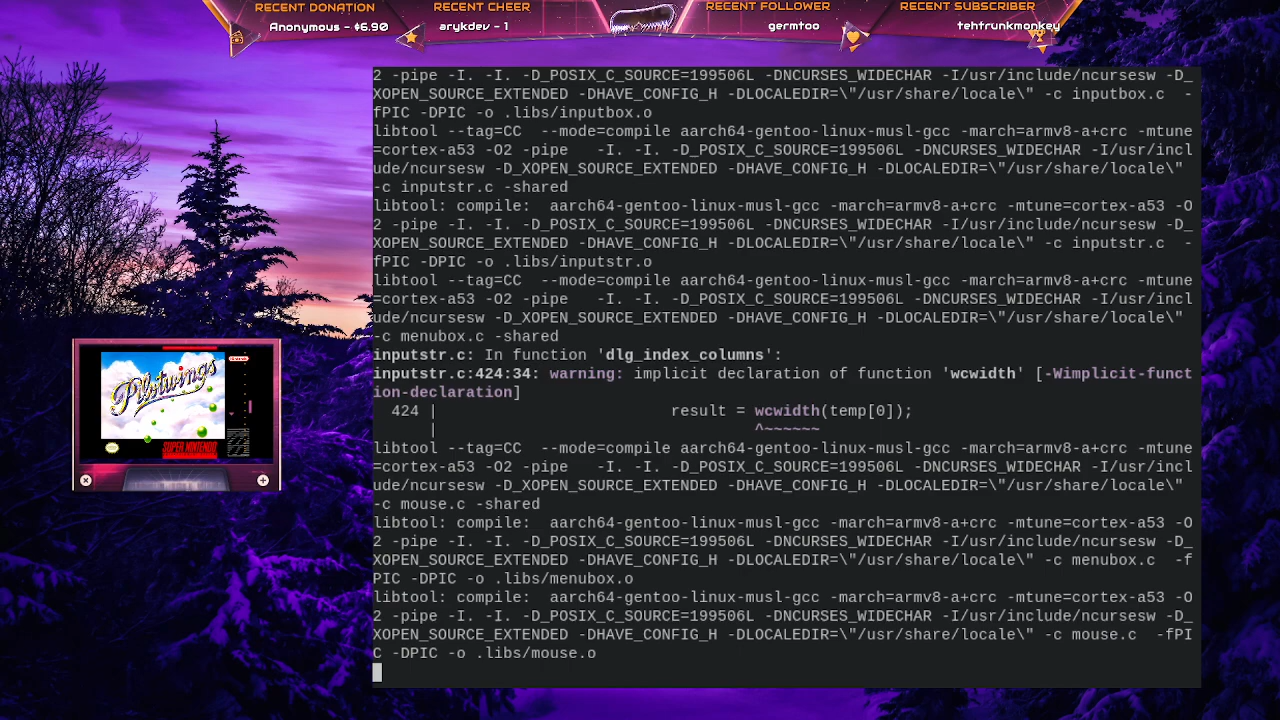 RECENT DONATION
RECENT CHEER
RECENT FOLLOWER
RECENT SUBSCRIBER
Anonymous - $6.90
arykdev - 1
germtoo
tehtrunkmonkey
2 -pipe -I. -I. -D_POSIX_C_SOURCE=199506L -DNCURSES_WIDECHAR -I/usr/include/ncursesw -D_
XOPEN_SOURCE_EXTENDED -DHAVE_CONFIG_H -DLOCALEDIR=\"/usr/share/locale\" -c inputbox.c  -
fPIC -DPIC -o .libs/inputbox.o
libtool --tag=CC  --mode=compile aarch64-gentoo-linux-musl-gcc -march=armv8-a+crc -mtune
=cortex-a53 -O2 -pipe   -I. -I. -D_POSIX_C_SOURCE=199506L -DNCURSES_WIDECHAR -I/usr/incl
ude/ncursesw -D_XOPEN_SOURCE_EXTENDED -DHAVE_CONFIG_H -DLOCALEDIR=\"/usr/share/locale\"
-c inputstr.c -shared
libtool: compile:  aarch64-gentoo-linux-musl-gcc -march=armv8-a+crc -mtune=cortex-a53 -O
2 -pipe -I. -I. -D_POSIX_C_SOURCE=199506L -DNCURSES_WIDECHAR -I/usr/include/ncursesw -D_
XOPEN_SOURCE_EXTENDED -DHAVE_CONFIG_H -DLOCALEDIR=\"/usr/share/locale\" -c inputstr.c  -
fPIC -DPIC -o .libs/inputstr.o
libtool --tag=CC  --mode=compile aarch64-gentoo-linux-musl-gcc -march=armv8-a+crc -mtune
=cortex-a53 -O2 -pipe   -I. -I. -D_POSIX_C_SOURCE=199506L -DNCURSES_WIDECHAR -I/usr/incl
ude/ncursesw -D_XOPEN_SOURCE_EXTENDED -DHAVE_CONFIG_H -DLOCALEDIR=\"/usr/share/locale\"
-c menubox.c -shared
inputstr.c: In function 'dlg_index_columns':
inputstr.c:424:34: warning: implicit declaration of function 'wcwidth' [-Wimplicit-funct
ion-declaration]
  424 |                         result = wcwidth(temp[0]);
      |                                  ^~~~~~~
libtool --tag=CC  --mode=compile aarch64-gentoo-linux-musl-gcc -march=armv8-a+crc -mtune
=cortex-a53 -O2 -pipe   -I. -I. -D_POSIX_C_SOURCE=199506L -DNCURSES_WIDECHAR -I/usr/incl
ude/ncursesw -D_XOPEN_SOURCE_EXTENDED -DHAVE_CONFIG_H -DLOCALEDIR=\"/usr/share/locale\"
-c mouse.c -shared
libtool: compile:  aarch64-gentoo-linux-musl-gcc -march=armv8-a+crc -mtune=cortex-a53 -O
2 -pipe -I. -I. -D_POSIX_C_SOURCE=199506L -DNCURSES_WIDECHAR -I/usr/include/ncursesw -D_
XOPEN_SOURCE_EXTENDED -DHAVE_CONFIG_H -DLOCALEDIR=\"/usr/share/locale\" -c menubox.c  -f
PIC -DPIC -o .libs/menubox.o
libtool: compile:  aarch64-gentoo-linux-musl-gcc -march=armv8-a+crc -mtune=cortex-a53 -O
2 -pipe -I. -I. -D_POSIX_C_SOURCE=199506L -DNCURSES_WIDECHAR -I/usr/include/ncursesw -D_
XOPEN_SOURCE_EXTENDED -DHAVE_CONFIG_H -DLOCALEDIR=\"/usr/share/locale\" -c mouse.c  -fPI
C -DPIC -o .libs/mouse.o
Pilotwings
SUPER NINTENDO